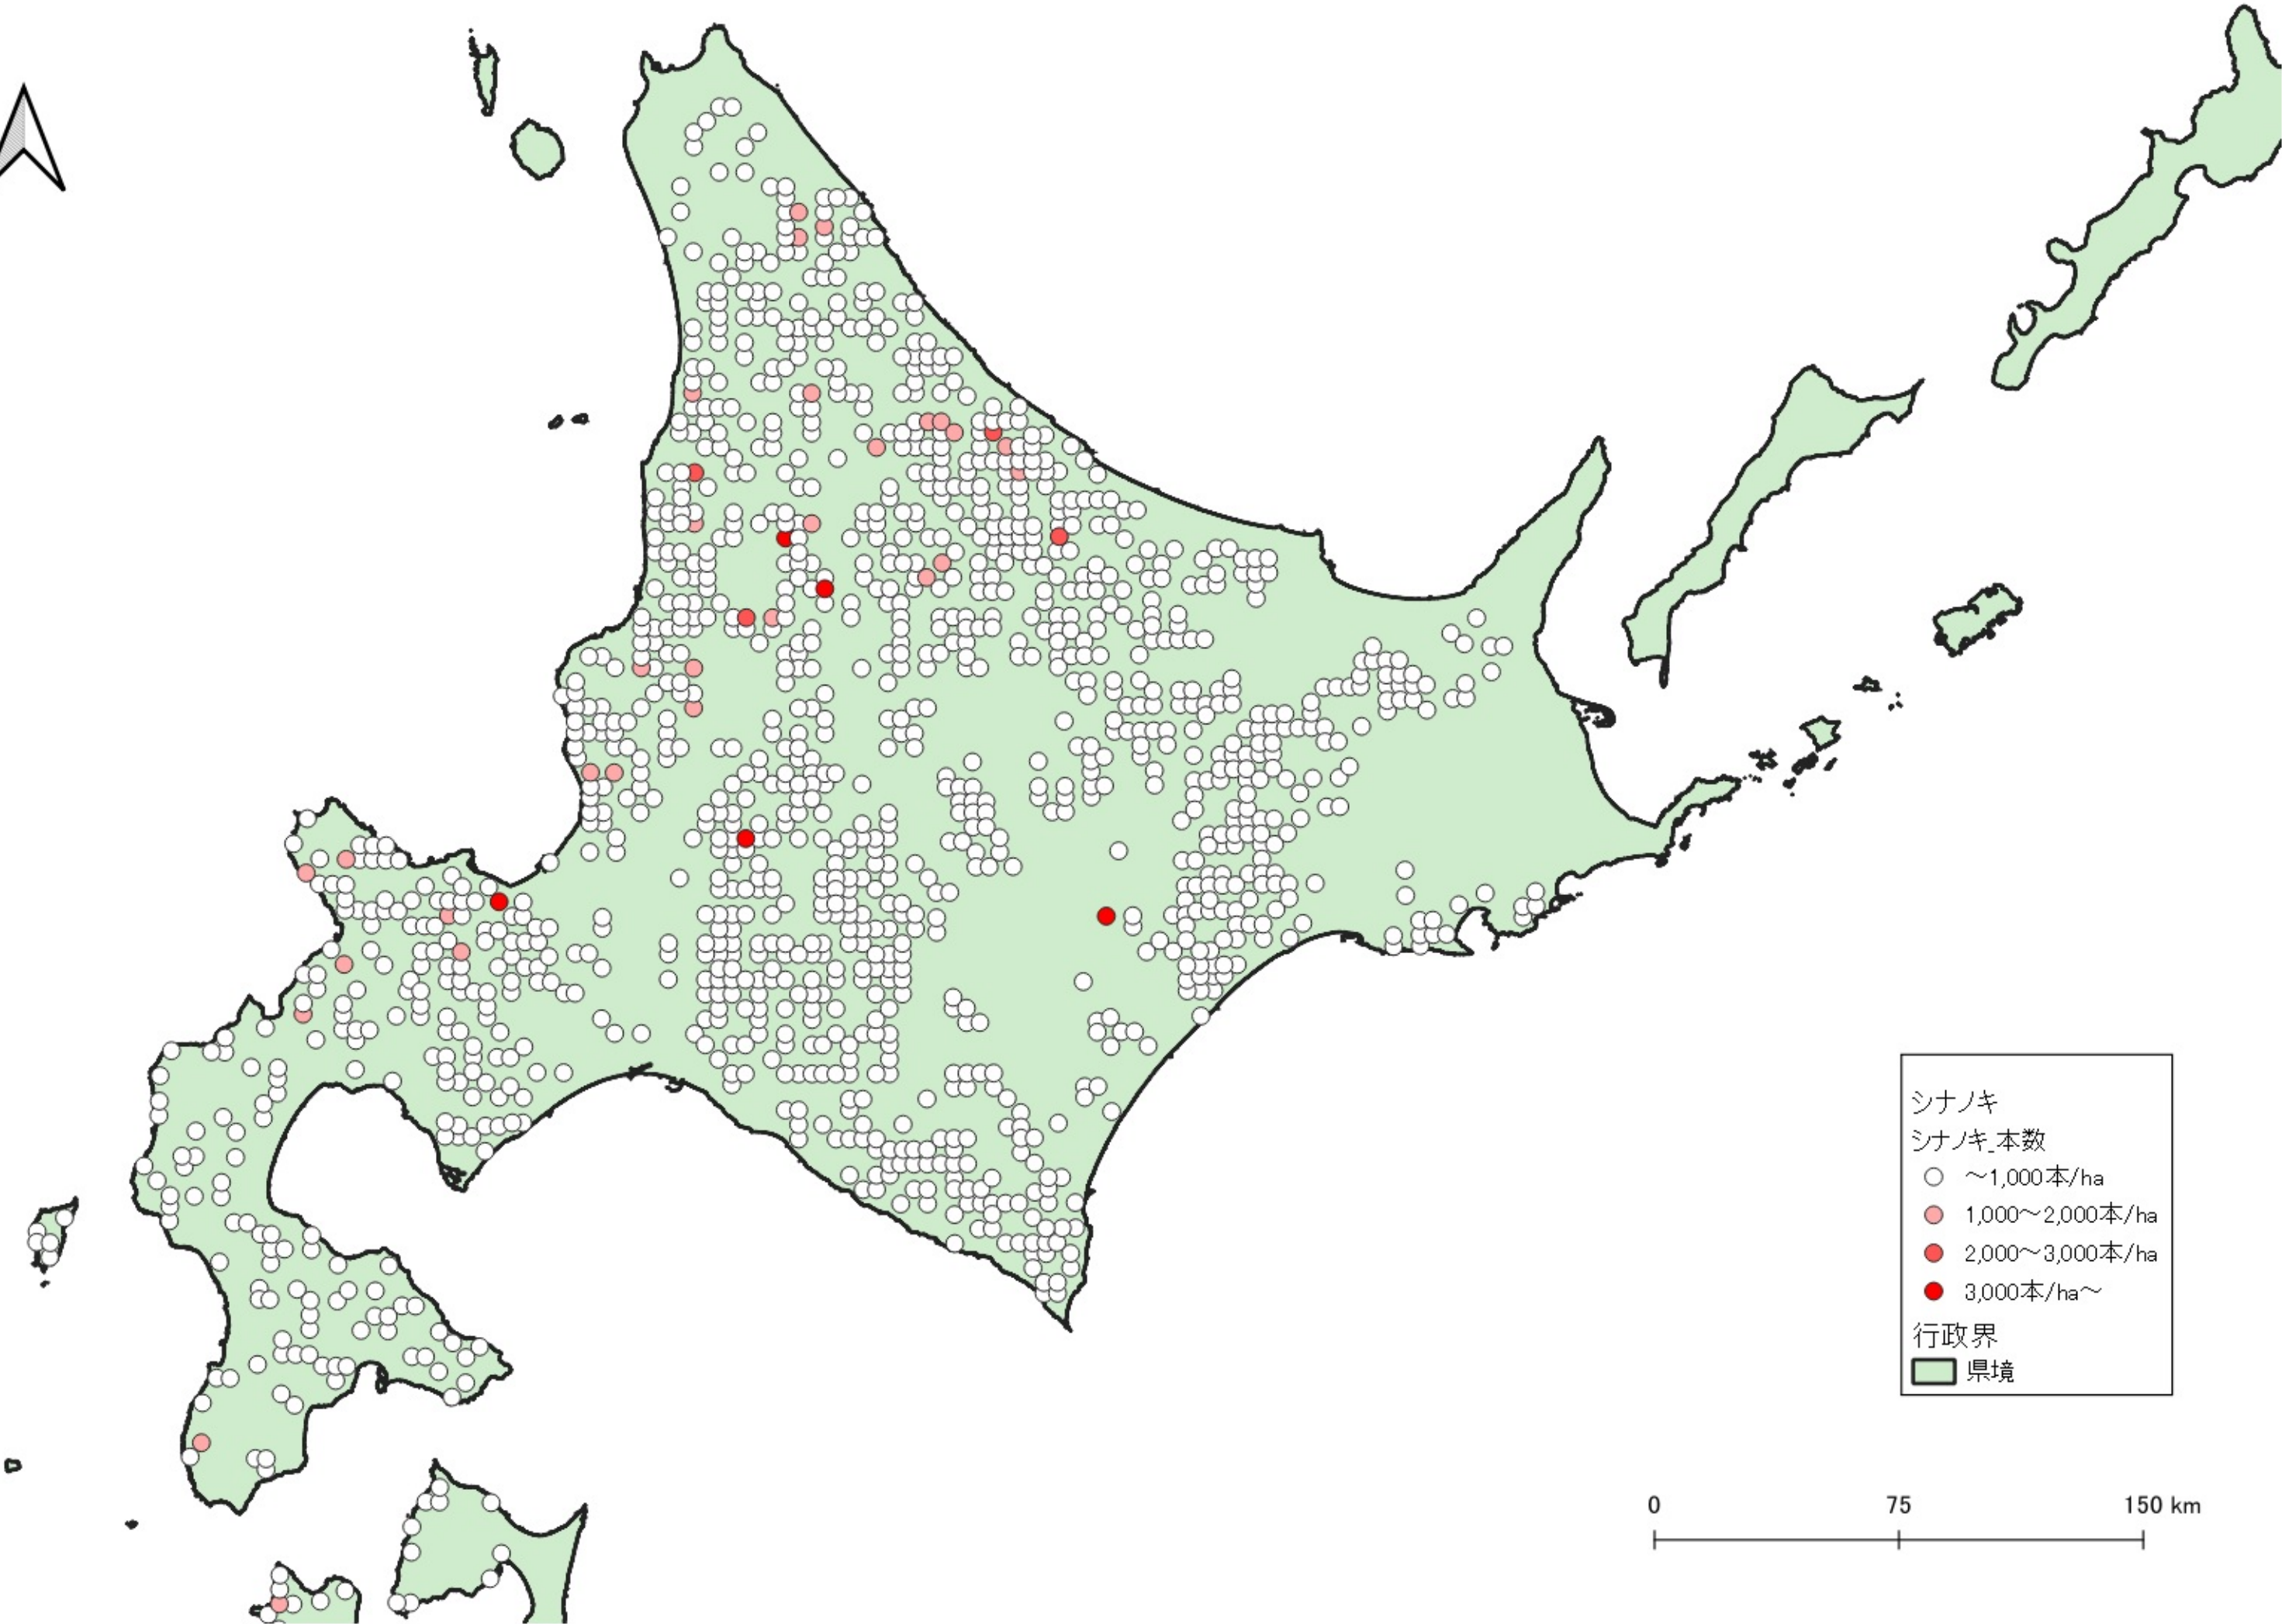 シナノキ
シナノキ_本数
～1,000本/ha
1,000～2,000本/ha
2,000～3,000本/ha
3,000本/ha～
行政界
県境
0 75 150 km